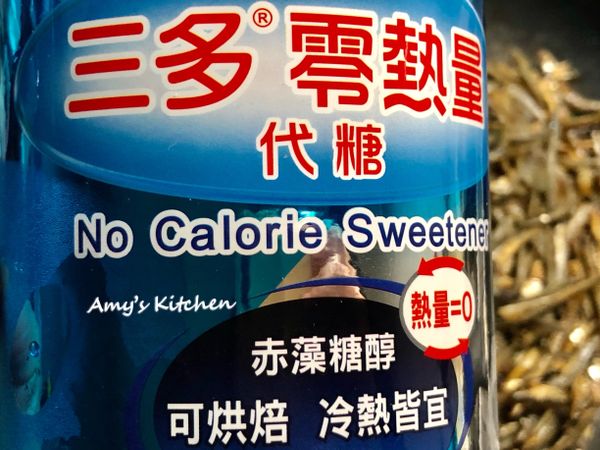 三多® 零熱量
代糖
No Calorie Sweetener
Amy's Kitchen
熱量=0
赤藻糖醇
可烘焙 冷熱皆宜